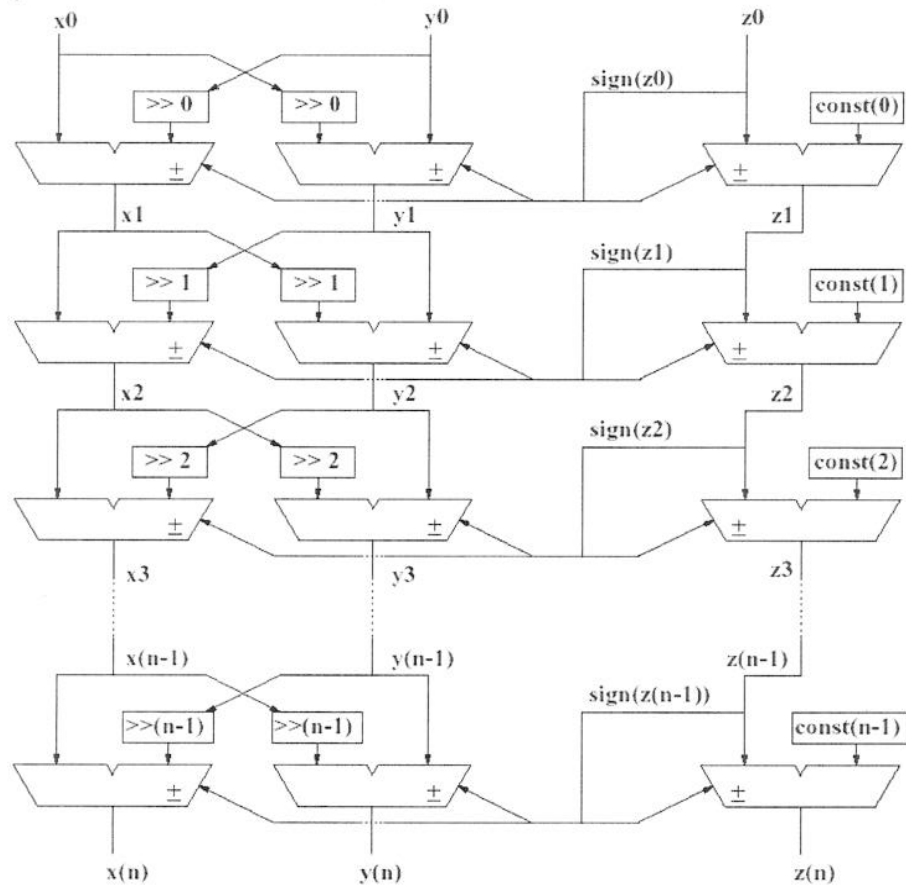 x0 y0 z0
sign(z0)
>> 0 >> 0 const(0)
± ± ±
x1 y1 z1
sign(z1)
>> 1 >> 1 const(1)
± ± ±
x2 y2 z2
sign(z2)
>> 2 >> 2 const(2)
± ± ±
x3 y3 z3
x(n-1) y(n-1) z(n-1)
sign(z(n-1))
>>(n-1) >>(n-1) const(n-1)
± ± ±
x(n) y(n) z(n)